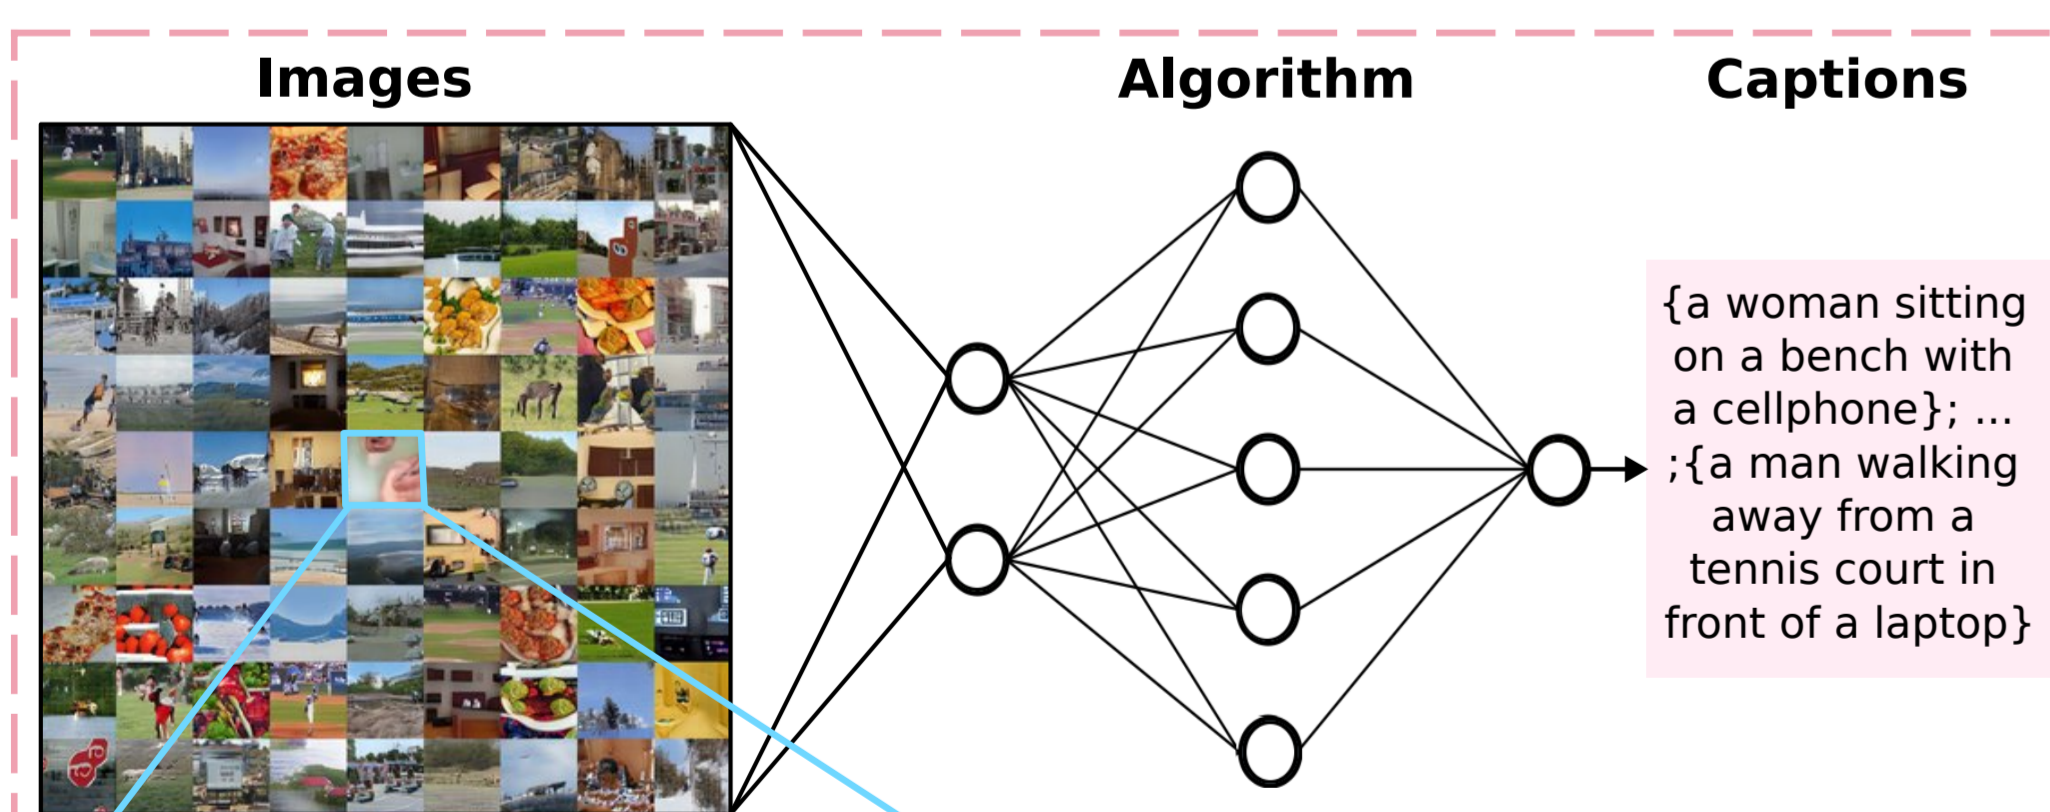 Images
Algorithm
Captions
{a woman sitting
on a bench with
a cellphone}; ...
;{a man walking
away from a
tennis court in
front of a laptop}